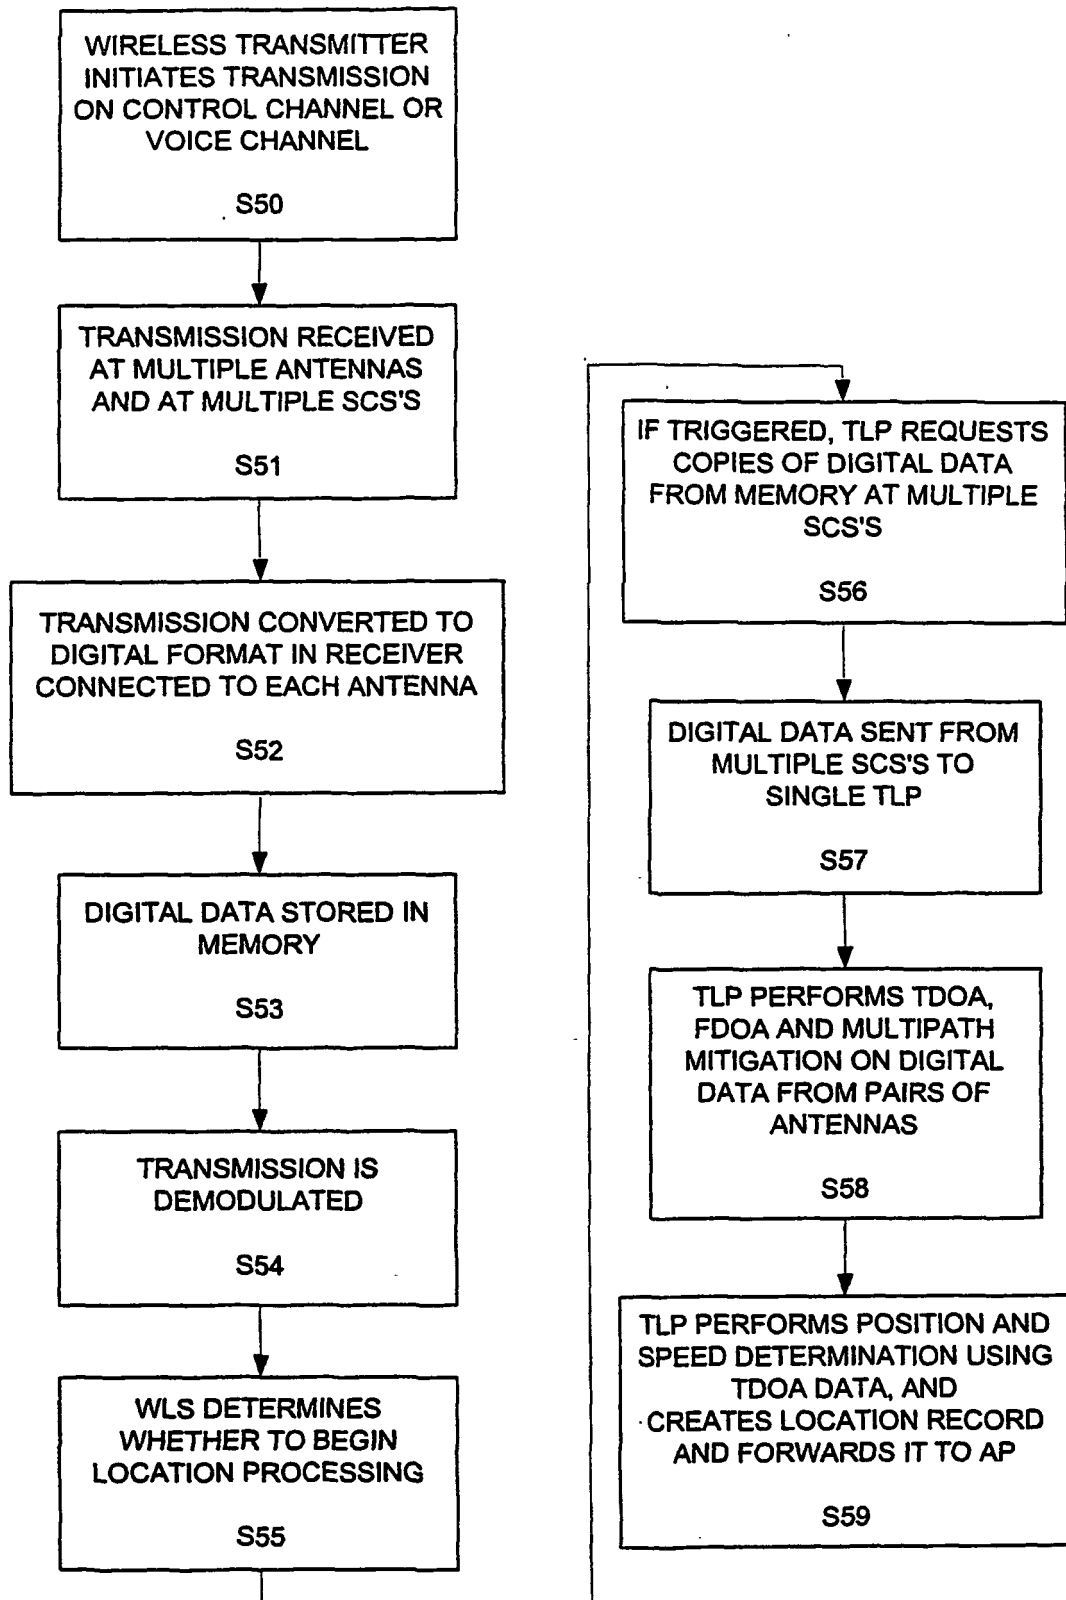 WIRELESS TRANSMITTER
INITIATES TRANSMISSION
ON CONTROL CHANNEL OR
VOICE CHANNEL
S50
TRANSMISSION RECEIVED
AT MULTIPLE ANTENNAS
AND AT MULTIPLE SCS'S
S51
TRANSMISSION CONVERTED TO
DIGITAL FORMAT IN RECEIVER
CONNECTED TO EACH ANTENNA
S52
DIGITAL DATA STORED IN
MEMORY
S53
TRANSMISSION IS
DEMODULATED
S54
WLS DETERMINES
WHETHER TO BEGIN
LOCATION PROCESSING
S55
IF TRIGGERED, TLP REQUESTS
COPIES OF DIGITAL DATA
FROM MEMORY AT MULTIPLE
SCS'S
S56
DIGITAL DATA SENT FROM
MULTIPLE SCS'S TO
SINGLE TLP
S57
TLP PERFORMS TDOA,
FDOA AND MULTIPATH
MITIGATION ON DIGITAL
DATA FROM PAIRS OF
ANTENNAS
S58
TLP PERFORMS POSITION AND
SPEED DETERMINATION USING
TDOA DATA, AND
CREATES LOCATION RECORD
AND FORWARDS IT TO AP
S59